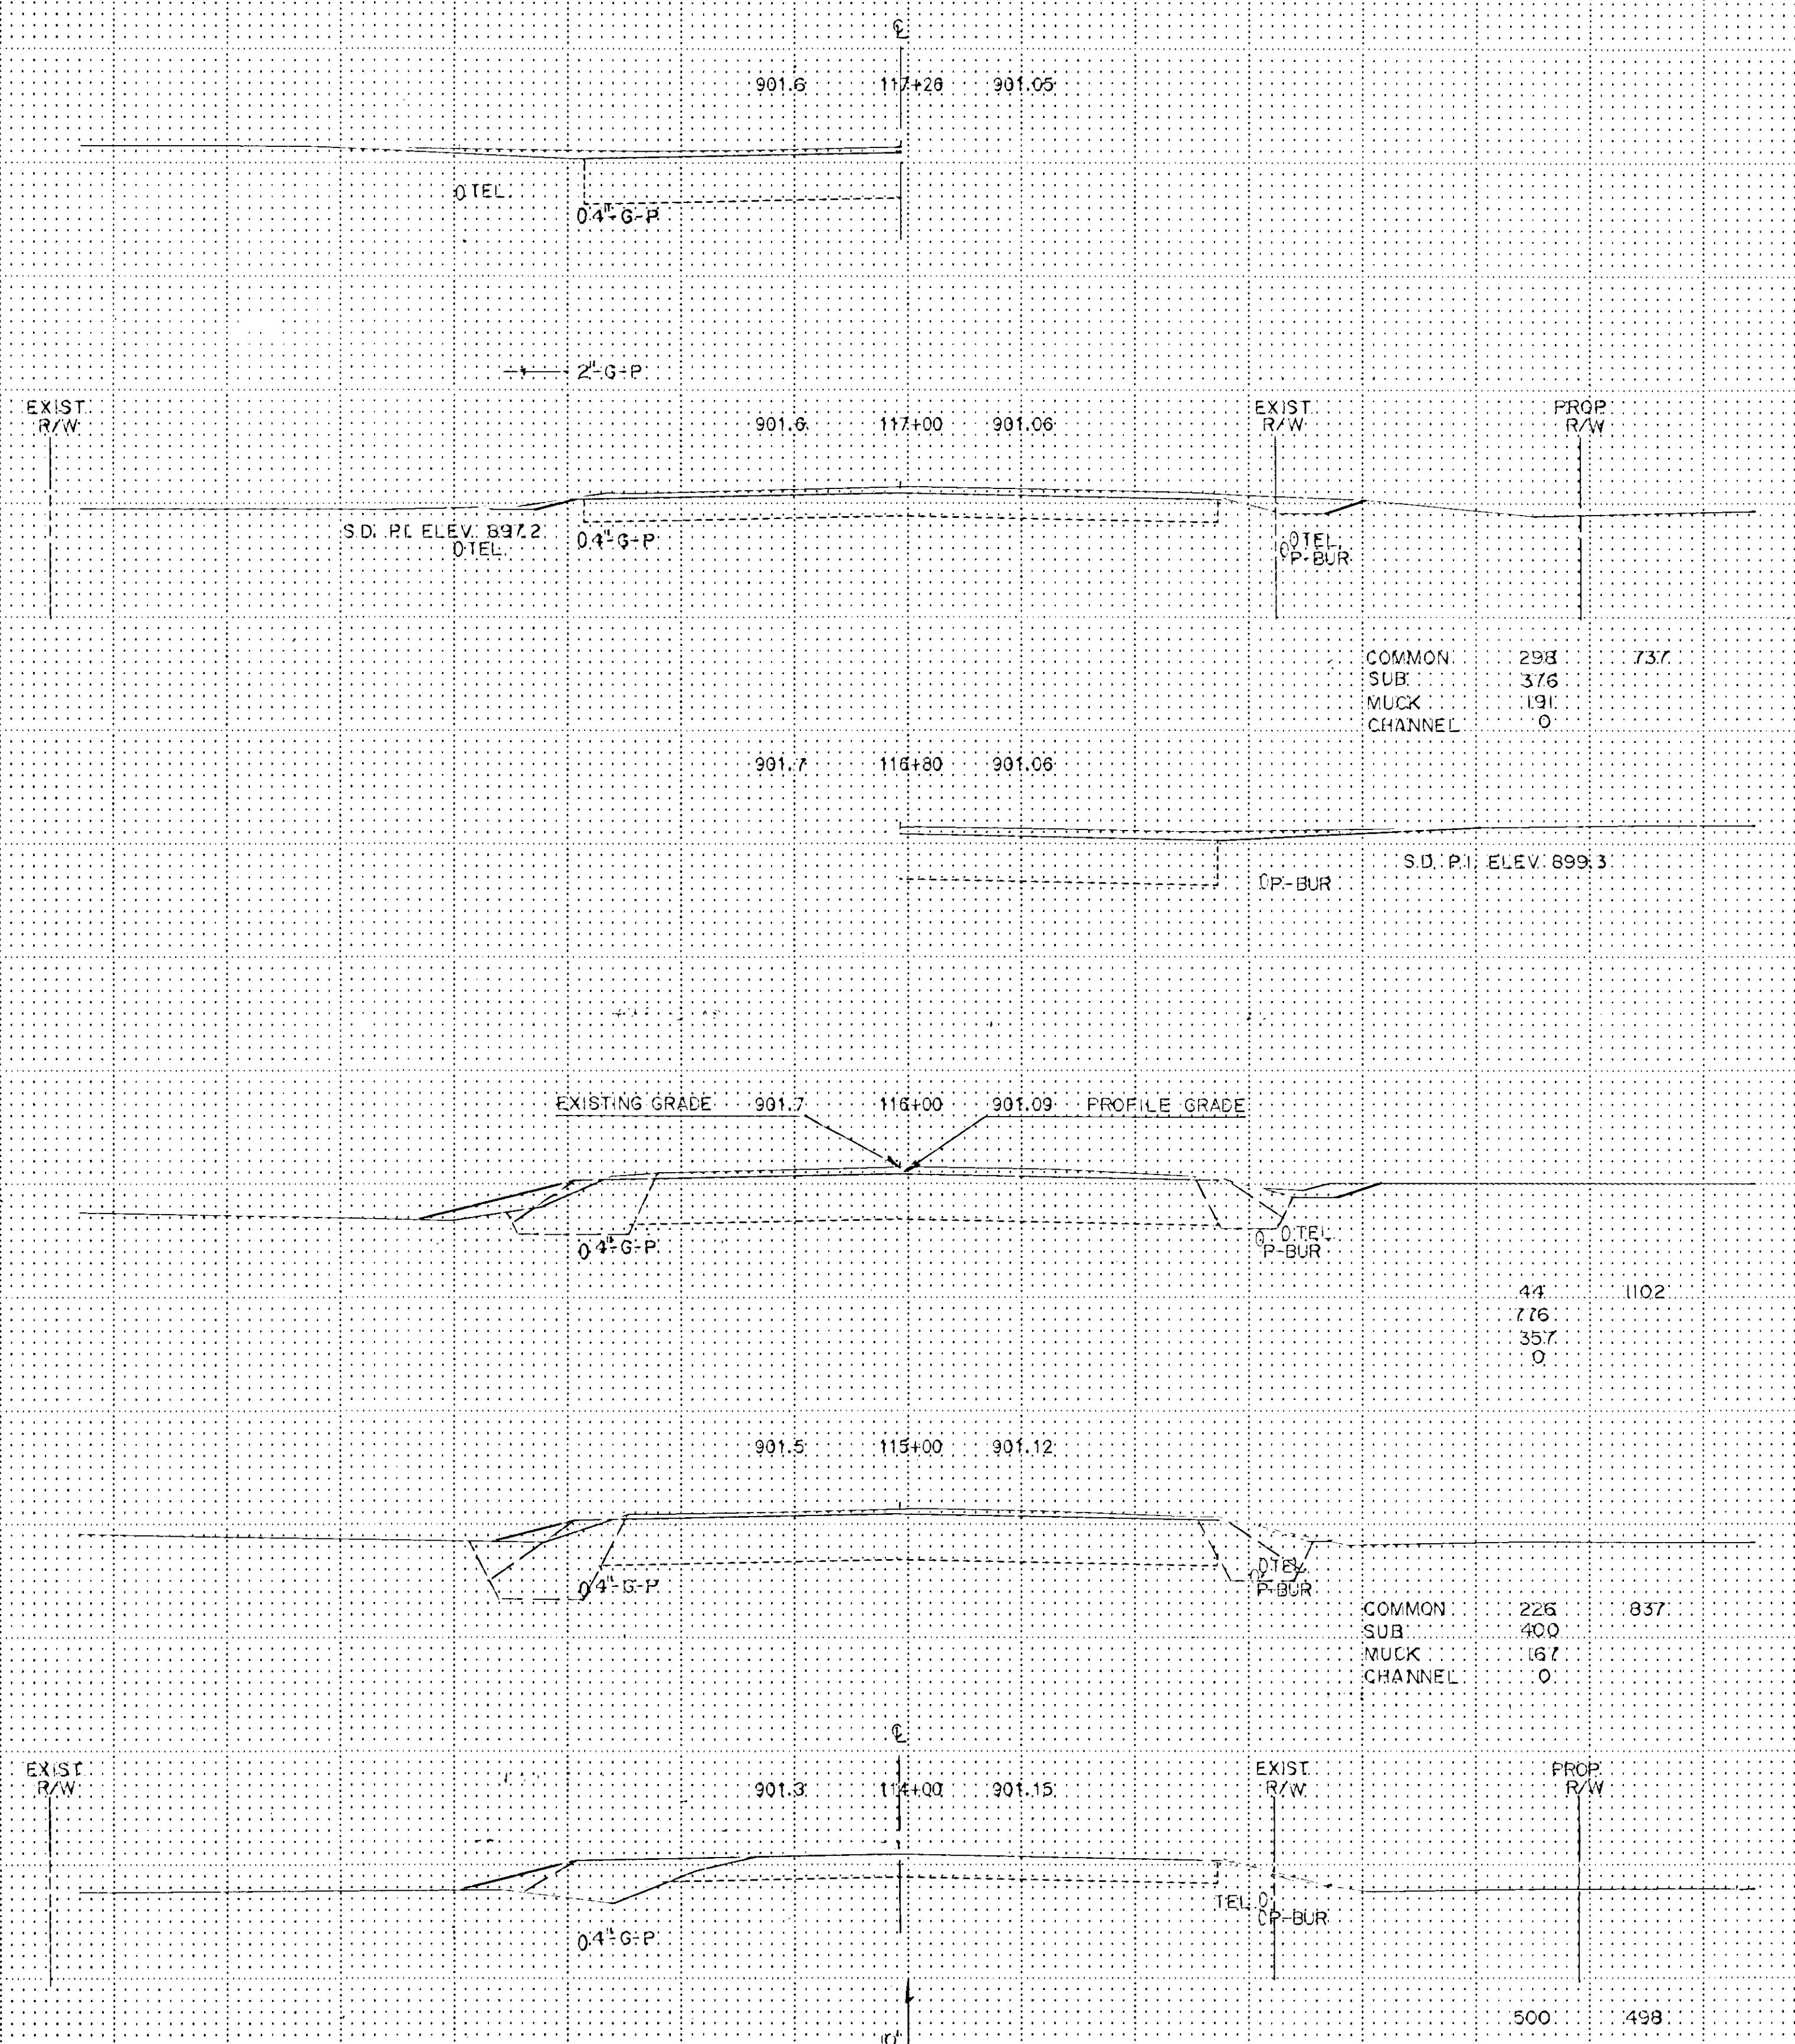 ℄
901.6 117+28 901.05
0 TEL.
0 4"-G-P
2"-G-P
EXIST. R/W
EXIST R/W
PROP. R/W
901.6 117+00 901.06
S.D. P.I. ELEV. 897.2
0 TEL.
0 4"-G-P
0 TEL.
0 P-BUR
COMMON 298 737
SUB 376
MUCK 191
CHANNEL 0
901.7 116+80 901.06
S.D. P.I. ELEV. 899.3
0 P-BUR
EXISTING GRADE 901.7 116+00 901.09 PROFILE GRADE
0 4"-G-P
0 0 TEL.
P-BUR
44 1102
776
357
0
901.5 115+00 901.12
0 4"-G-P
0 TEL.
0 P-BUR
COMMON 226 837
SUB 400
MUCK 167
CHANNEL 0
℄
EXIST. R/W
EXIST. R/W
PROP. R/W
901.3 114+00 901.15
TEL. 0
0 P-BUR
0 4"-G-P
500 498
10'